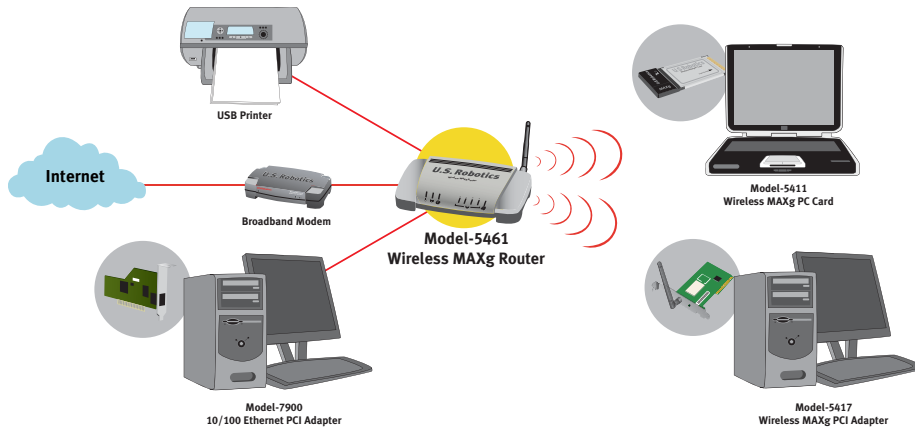 USB Printer
Internet
U.S. Robotics
Broadband Modem
U.S. Robotics
Model-5461
Wireless MAXg Router
MAXg
Model-5411
Wireless MAXg PC Card
Model-7900
10/100 Ethernet PCI Adapter
Model-5417
Wireless MAXg PCI Adapter